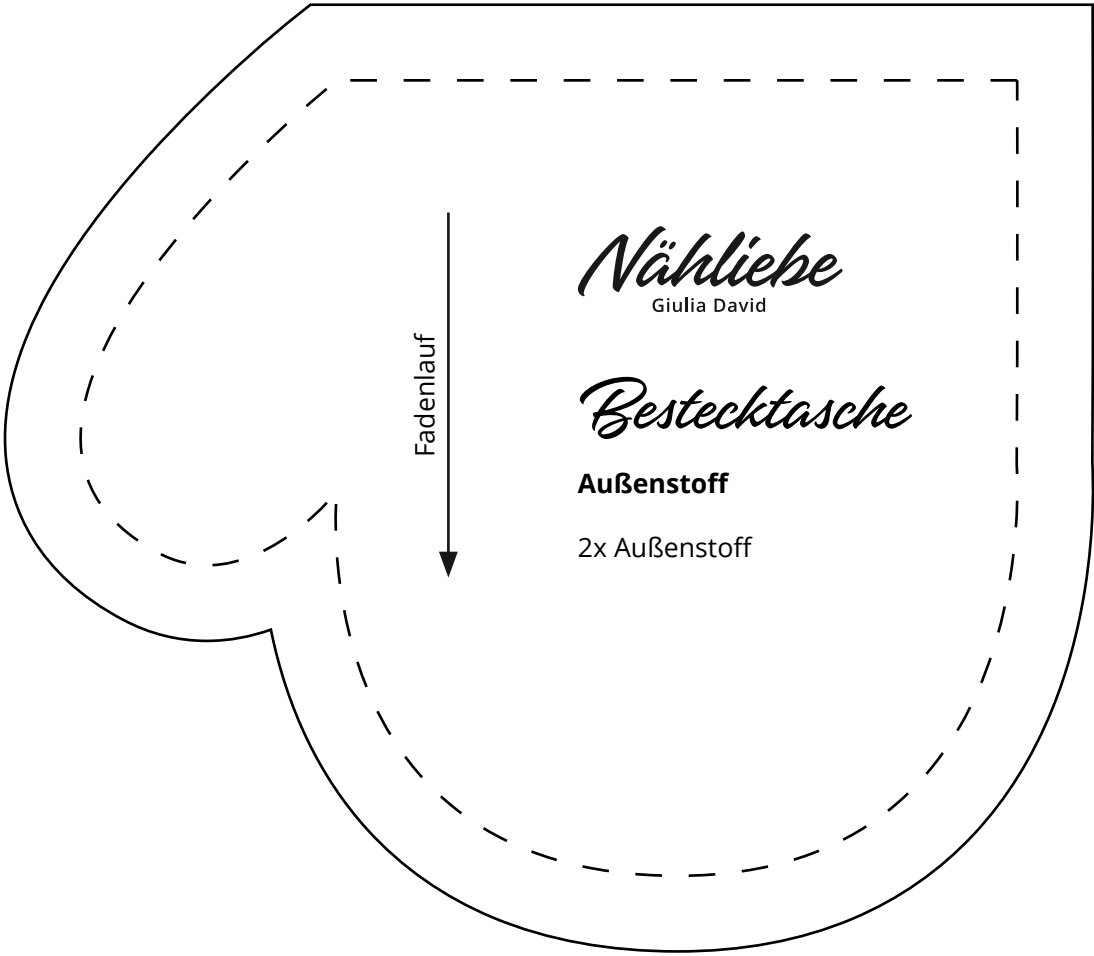 Nähliebe
Giulia David
Fadenlauf
Bestecktasche
Außenstoff
2x Außenstoff